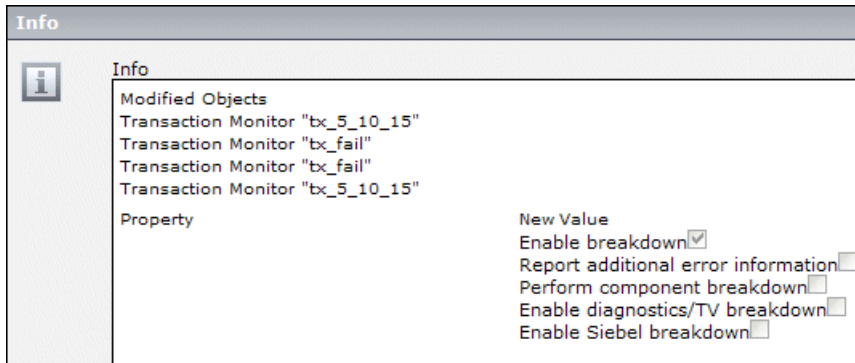 Info
Info
Modified Objects
Transaction Monitor "tx_5_10_15"
Transaction Monitor "tx_fail"
Transaction Monitor "tx_fail"
Transaction Monitor "tx_5_10_15"
Property New Value
Enable breakdown
Report additional error information
Perform component breakdown
Enable diagnostics/TV breakdown
Enable Siebel breakdown